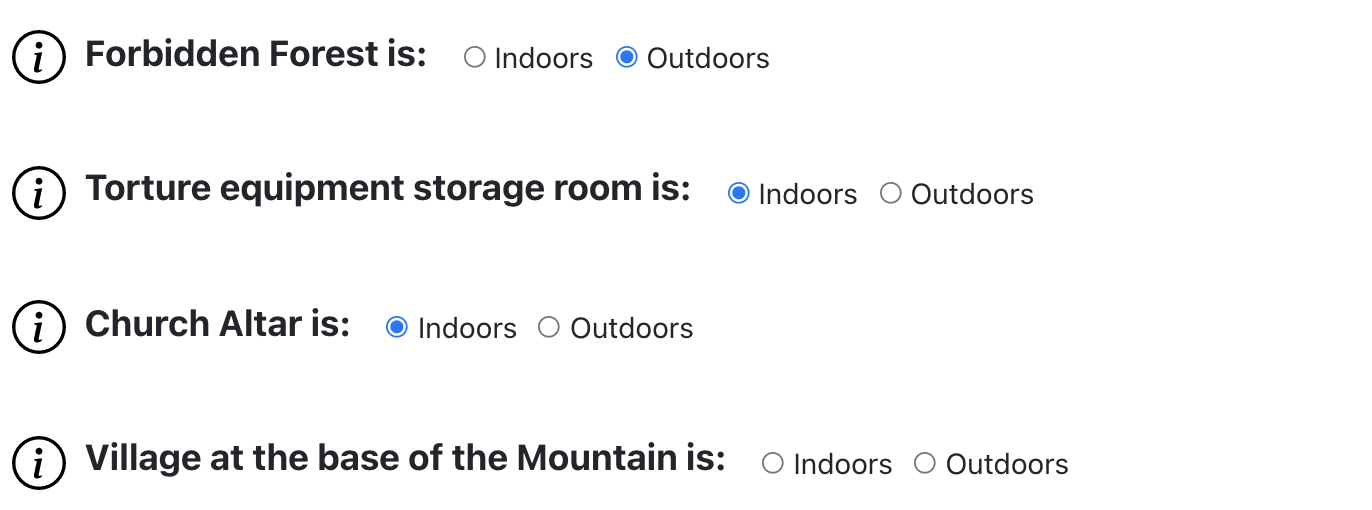 i Forbidden Forest is: Indoors Outdoors
i Torture equipment storage room is: Indoors Outdoors
i Church Altar is: Indoors Outdoors
i Village at the base of the Mountain is: Indoors Outdoors